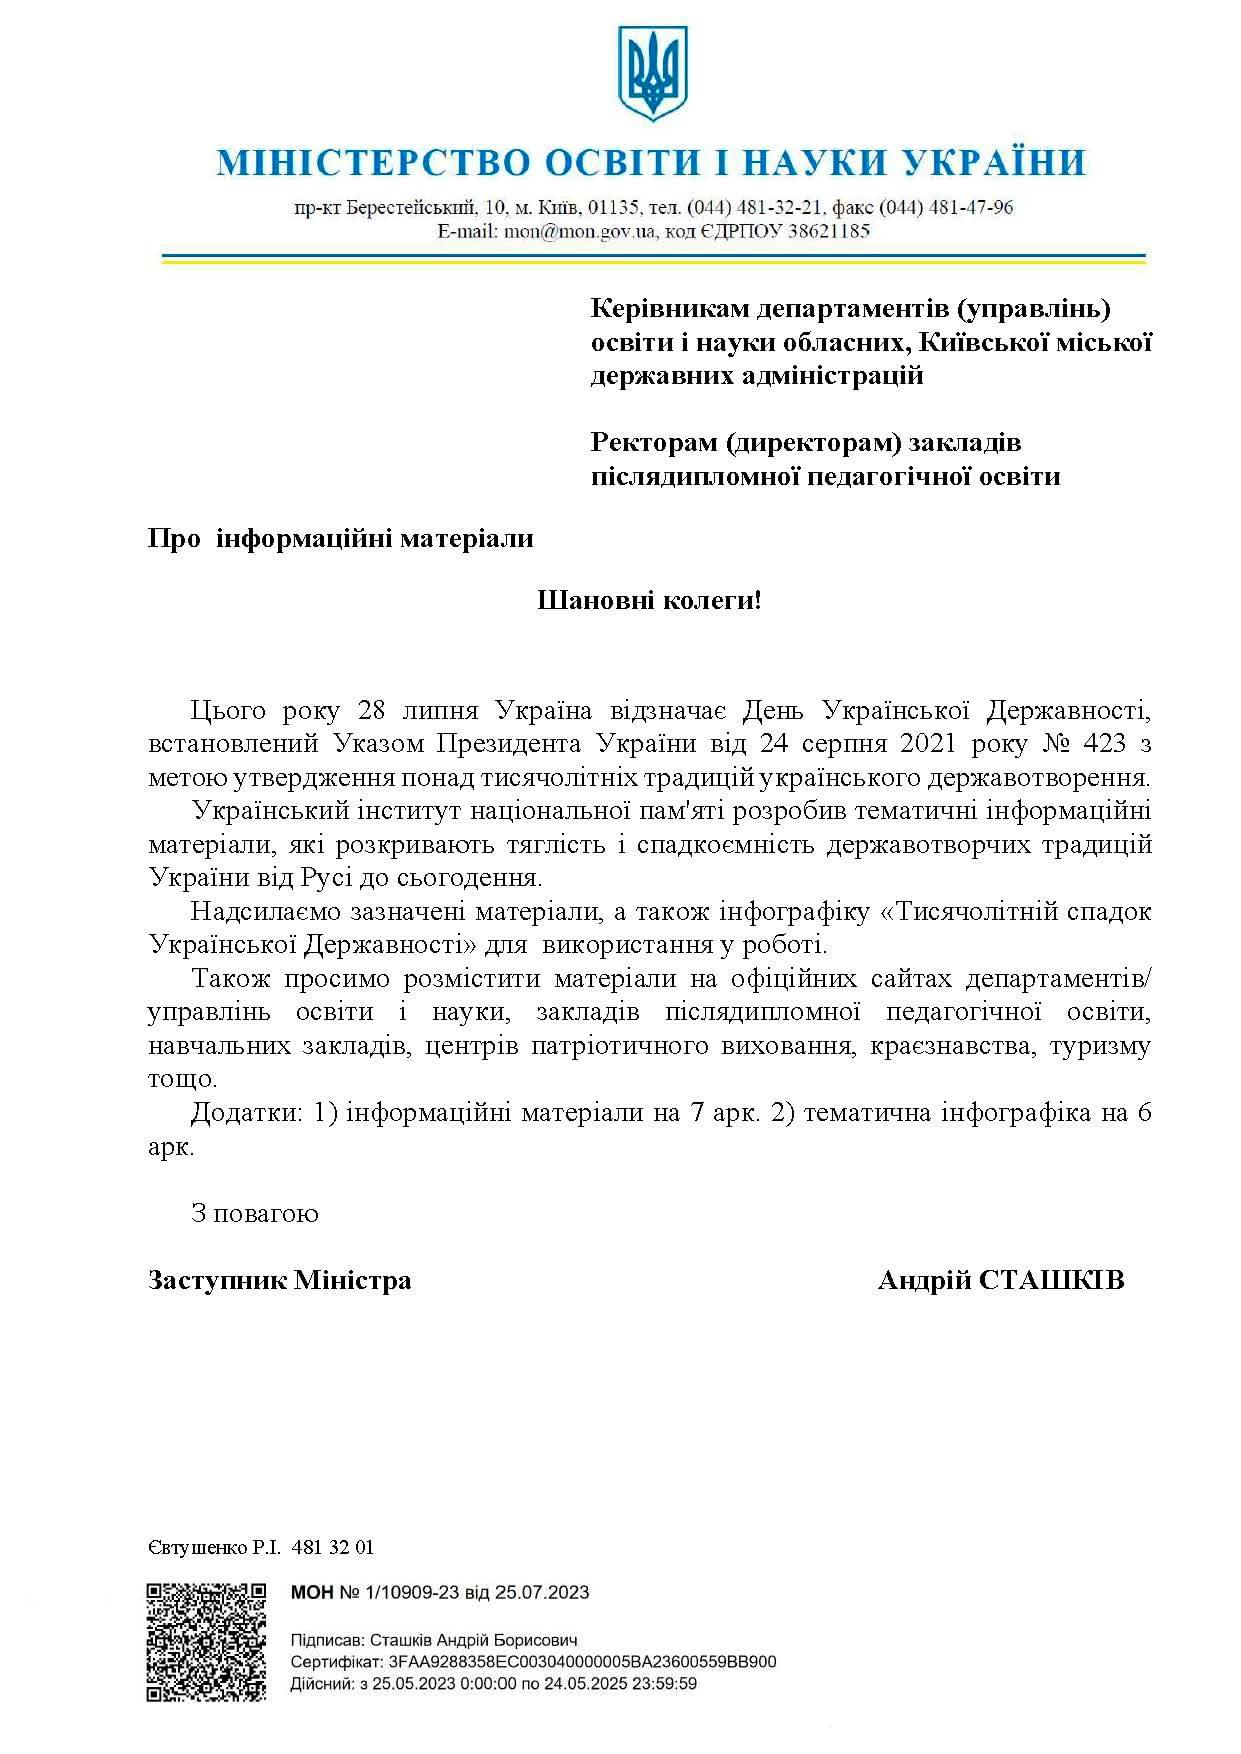 МІНІСТЕРСТВО ОСВІТИ І НАУКИ УКРАЇНИ
пр-кт Берестейський, 10, м. Київ, 01135, тел. (044) 481-32-21, факс (044) 481-47-96
E-mail: mon@mon.gov.ua, код ЄДРПОУ 38621185
Керівникам департаментів (управлінь)
освіти і науки обласних, Київської міської
державних адміністрацій
Ректорам (директорам) закладів
післядипломної педагогічної освіти
Про  інформаційні матеріали
Шановні колеги!
Цього року 28 липня Україна відзначає День Української Державності,
встановлений Указом Президента України від 24 серпня 2021 року № 423 з
метою утвердження понад тисячолітніх традицій українського державотворення.
Український інститут національної пам'яті розробив тематичні інформаційні
матеріали, які розкривають тяглість і спадкоємність державотворчих традицій
України від Русі до сьогодення.
Надсилаємо зазначені матеріали, а також інфографіку «Тисячолітній спадок
Української Державності» для  використання у роботі.
Також просимо розмістити матеріали на офіційних сайтах департаментів/
управлінь освіти і науки, закладів післядипломної педагогічної освіти,
навчальних закладів, центрів патріотичного виховання, краєзнавства, туризму
тощо.
Додатки: 1) інформаційні матеріали на 7 арк. 2) тематична інфографіка на 6
арк.
З повагою
Заступник Міністра Андрій СТАШКІВ
Євтушенко Р.І.  481 32 01
МОН № 1/10909-23 від 25.07.2023
Підписав: Сташків Андрій Борисович
Сертифікат: 3FAA9288358EC003040000005BA23600559BB900
Дійсний: з 25.05.2023 0:00:00 по 24.05.2025 23:59:59